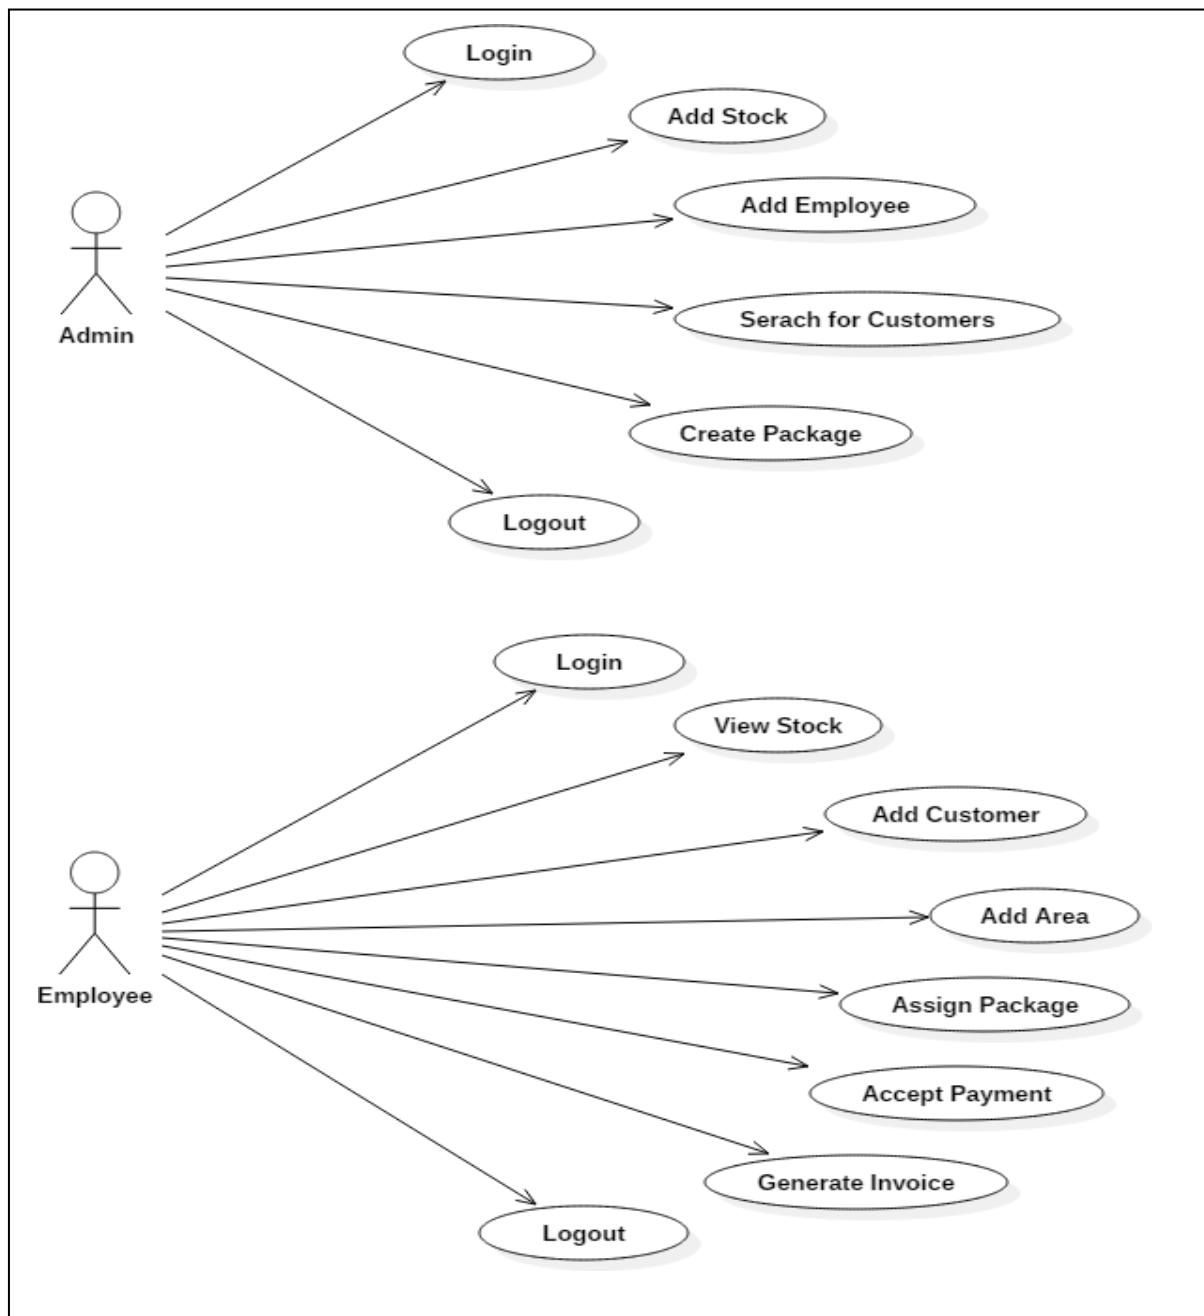 Login
Add Stock
Add Employee
Admin
Serach for Customers
Create Package
Logout
Login
View Stock
Add Customer
Add Area
Employee
Assign Package
Accept Payment
Generate Invoice
Logout